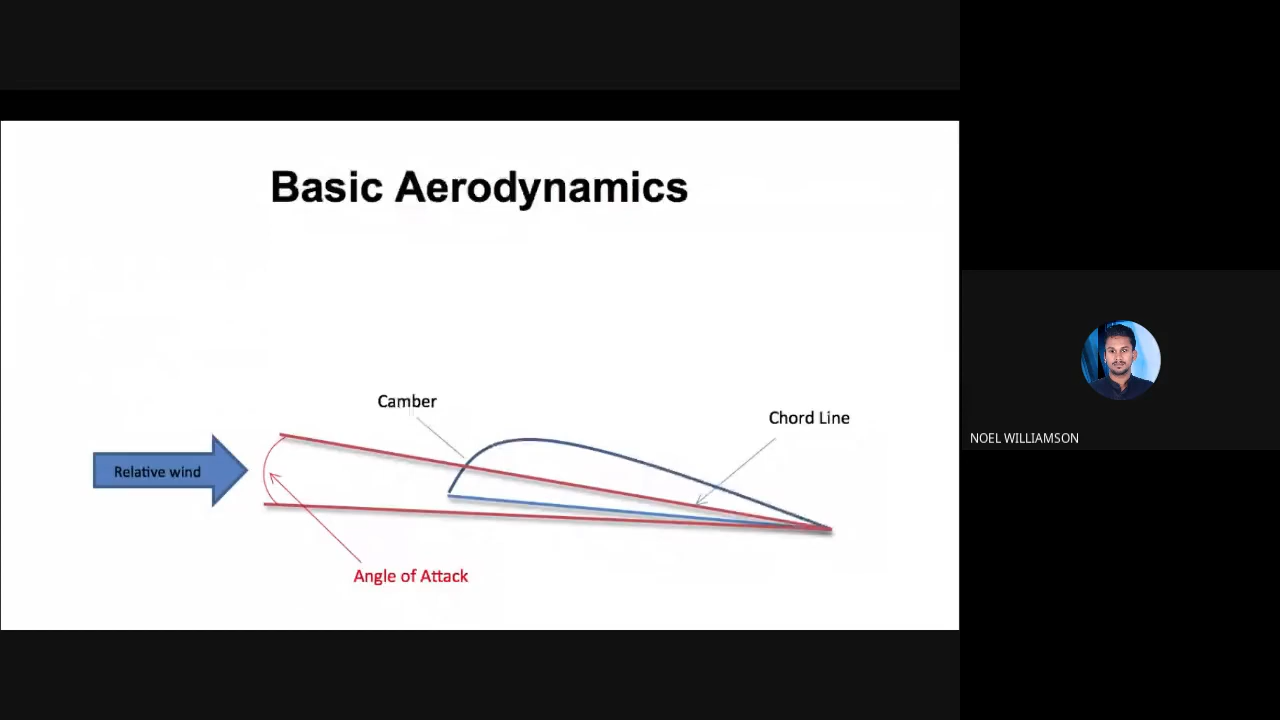 Basic Aerodynamics
Camber
Chord Line
Relative wind
Angle of Attack
NOEL WILLIAMSON